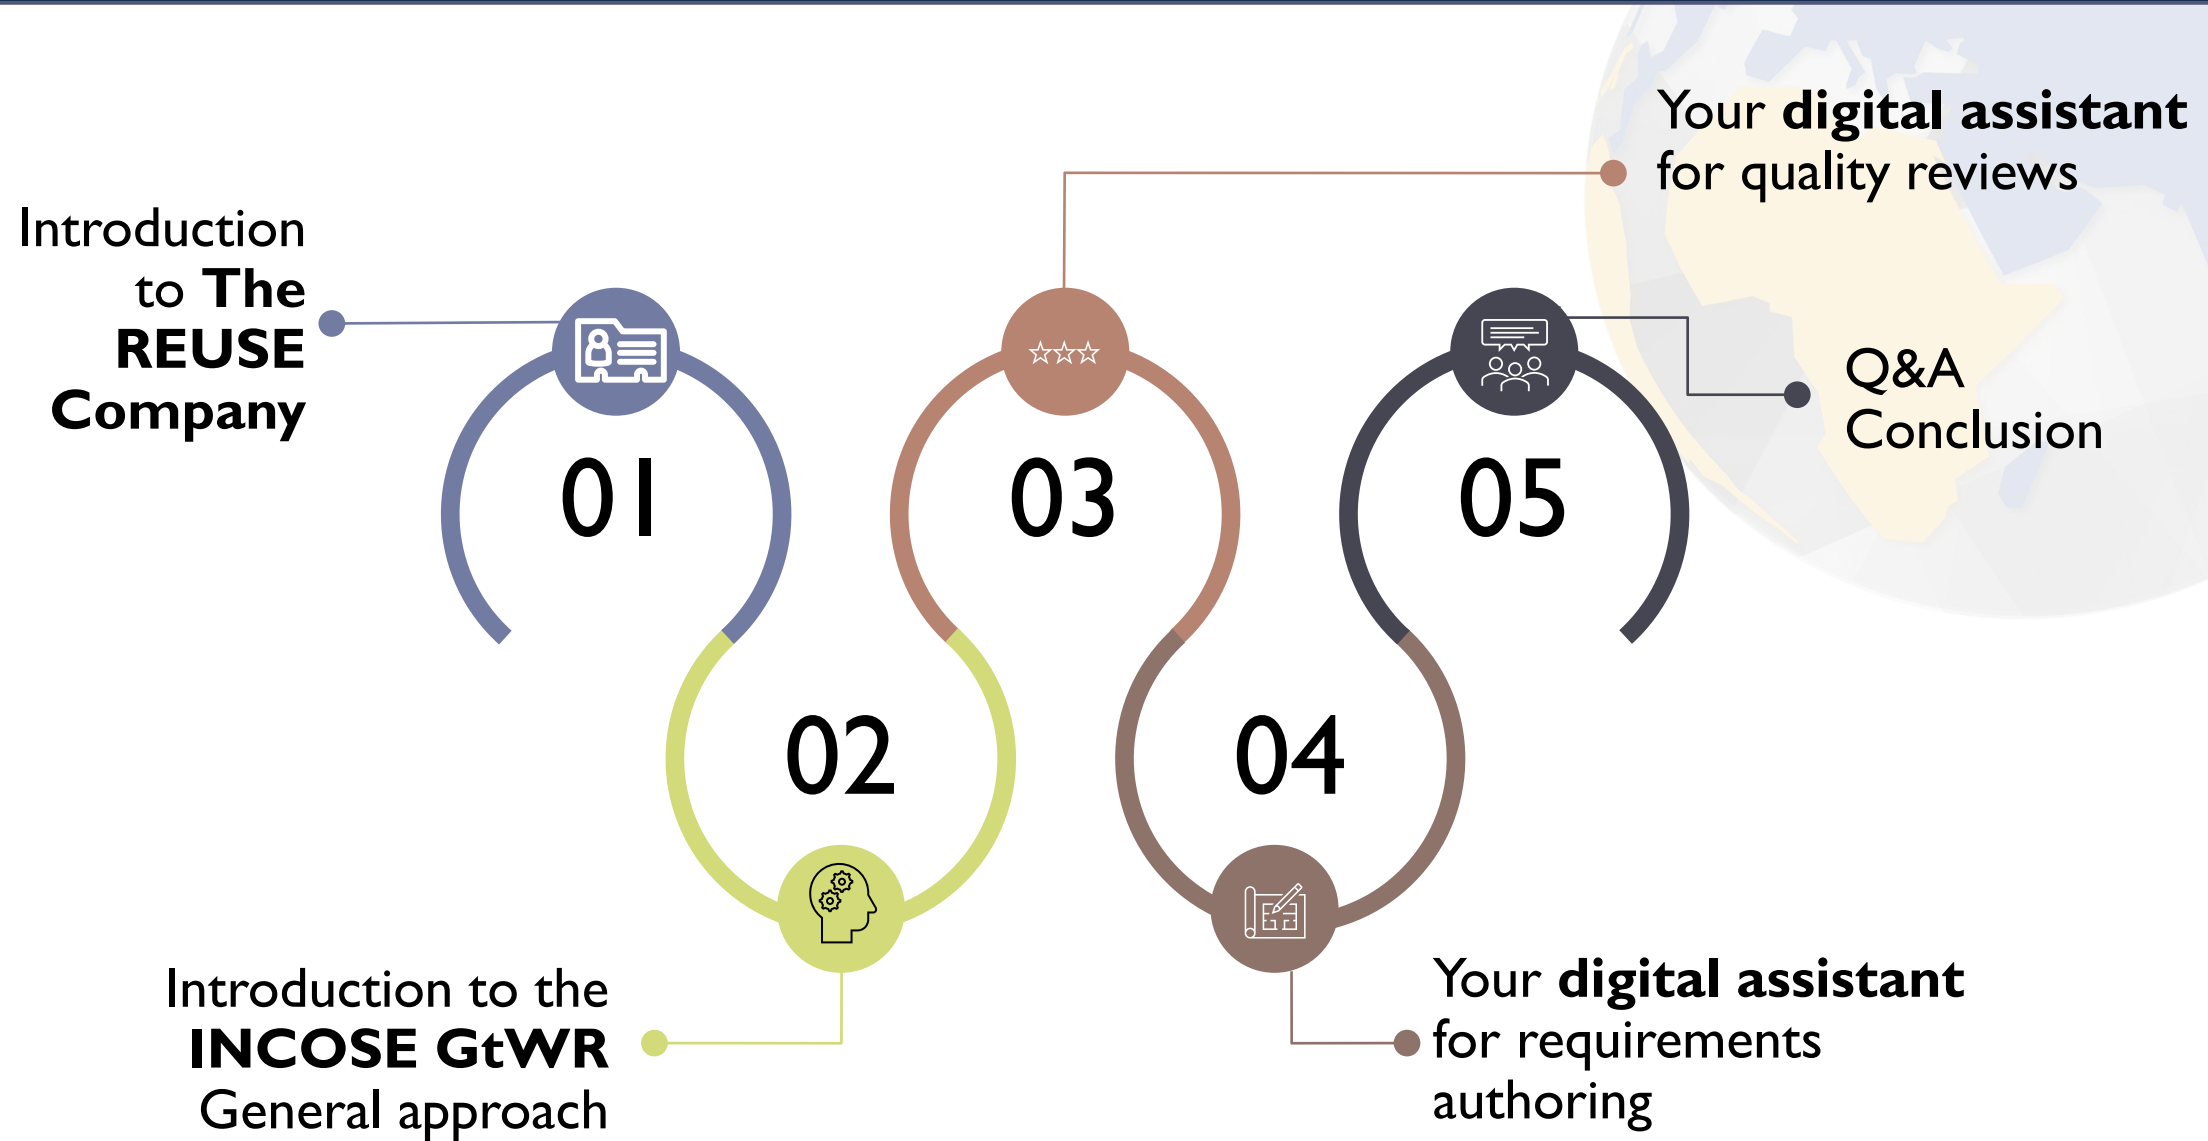 Introduction
to The
REUSE
Company
01
Introduction to the
INCOSE GtWR
General approach
02
Your digital assistant
for quality reviews
03
Your digital assistant
for requirements
authoring
04
Q&A
Conclusion
05